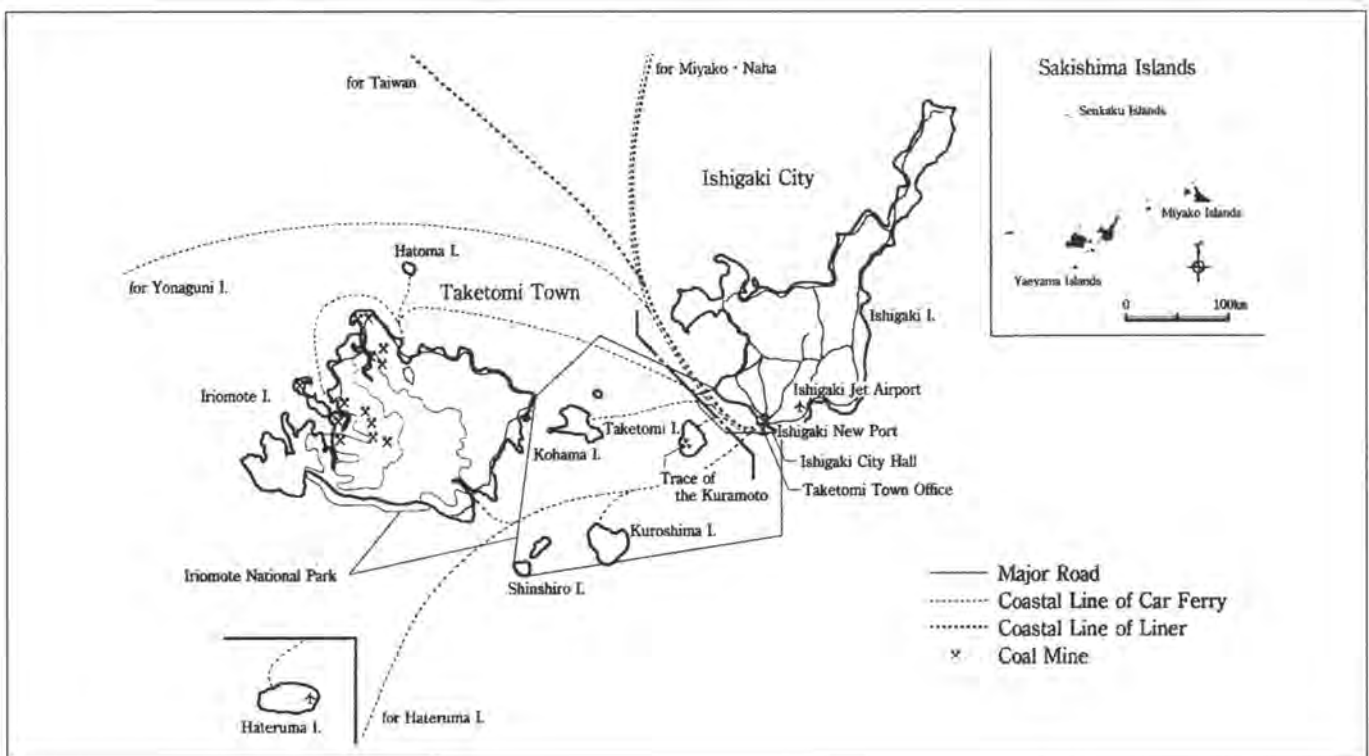 for Taiwan
for Miyako・Naha
Sakishima Islands
Senkaku Islands
Miyako Islands
Yaeyama Islands
0 100km
Ishigaki City
for Yonaguni I.
Hatoma I.
Taketomi Town
Ishigaki I.
Iriomote I.
Ishigaki Jet Airport
Taketomi I.
Kohama I.
Ishigaki New Port
Ishigaki City Hall
Trace of
the Kuramoto
Taketomi Town Office
Kuroshima I.
Iriomote National Park
Shinshiro I.
Major Road
Coastal Line of Car Ferry
Coastal Line of Liner
Coal Mine
Hateruma I.
for Hateruma I.